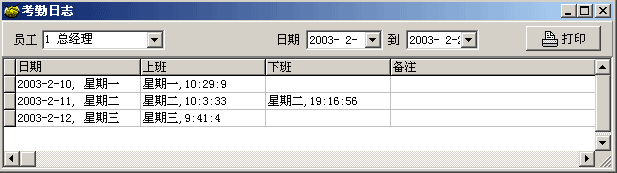 考勤日志
员工 1 总经理 日期 2003- 2- 到 2003- 2- 打印
日期 上班 下班 备注
2003-2-10, 星期一 星期一,10:29:9
2003-2-11, 星期二 星期二,10:3:33 星期二,19:16:56
2003-2-12, 星期三 星期三,9:41:4